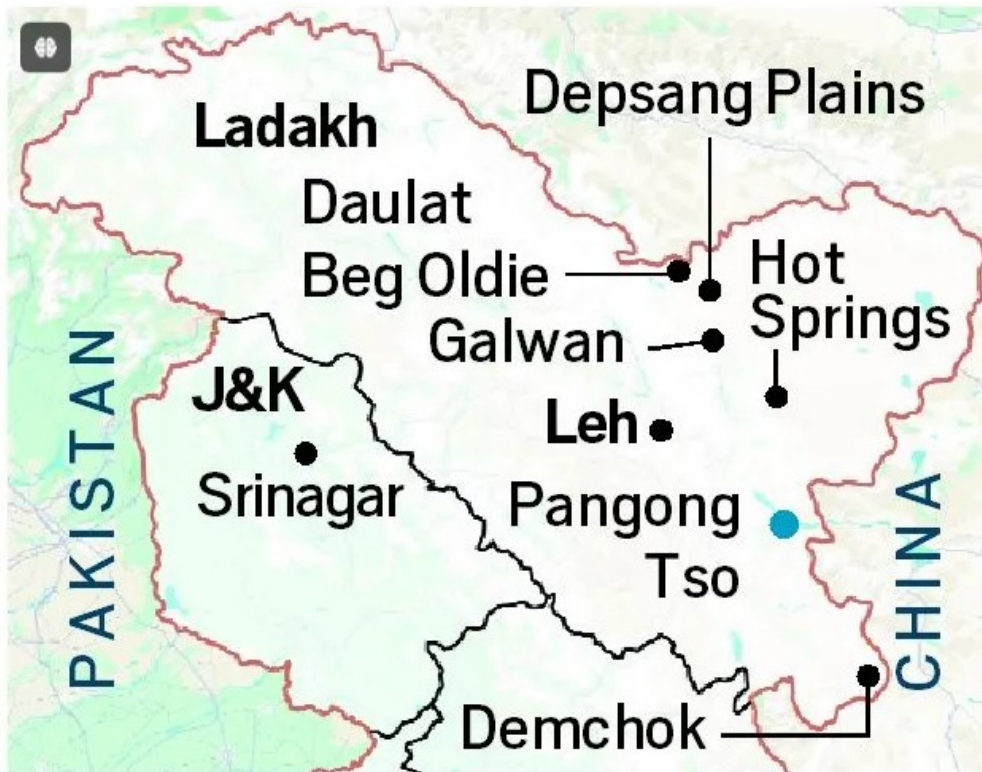 Depsang Plains
Ladakh
Daulat
Beg Oldie
Hot
Springs
Galwan
PAKISTAN
J&K
Leh
Srinagar
Pangong
Tso
CHINA
Demchok